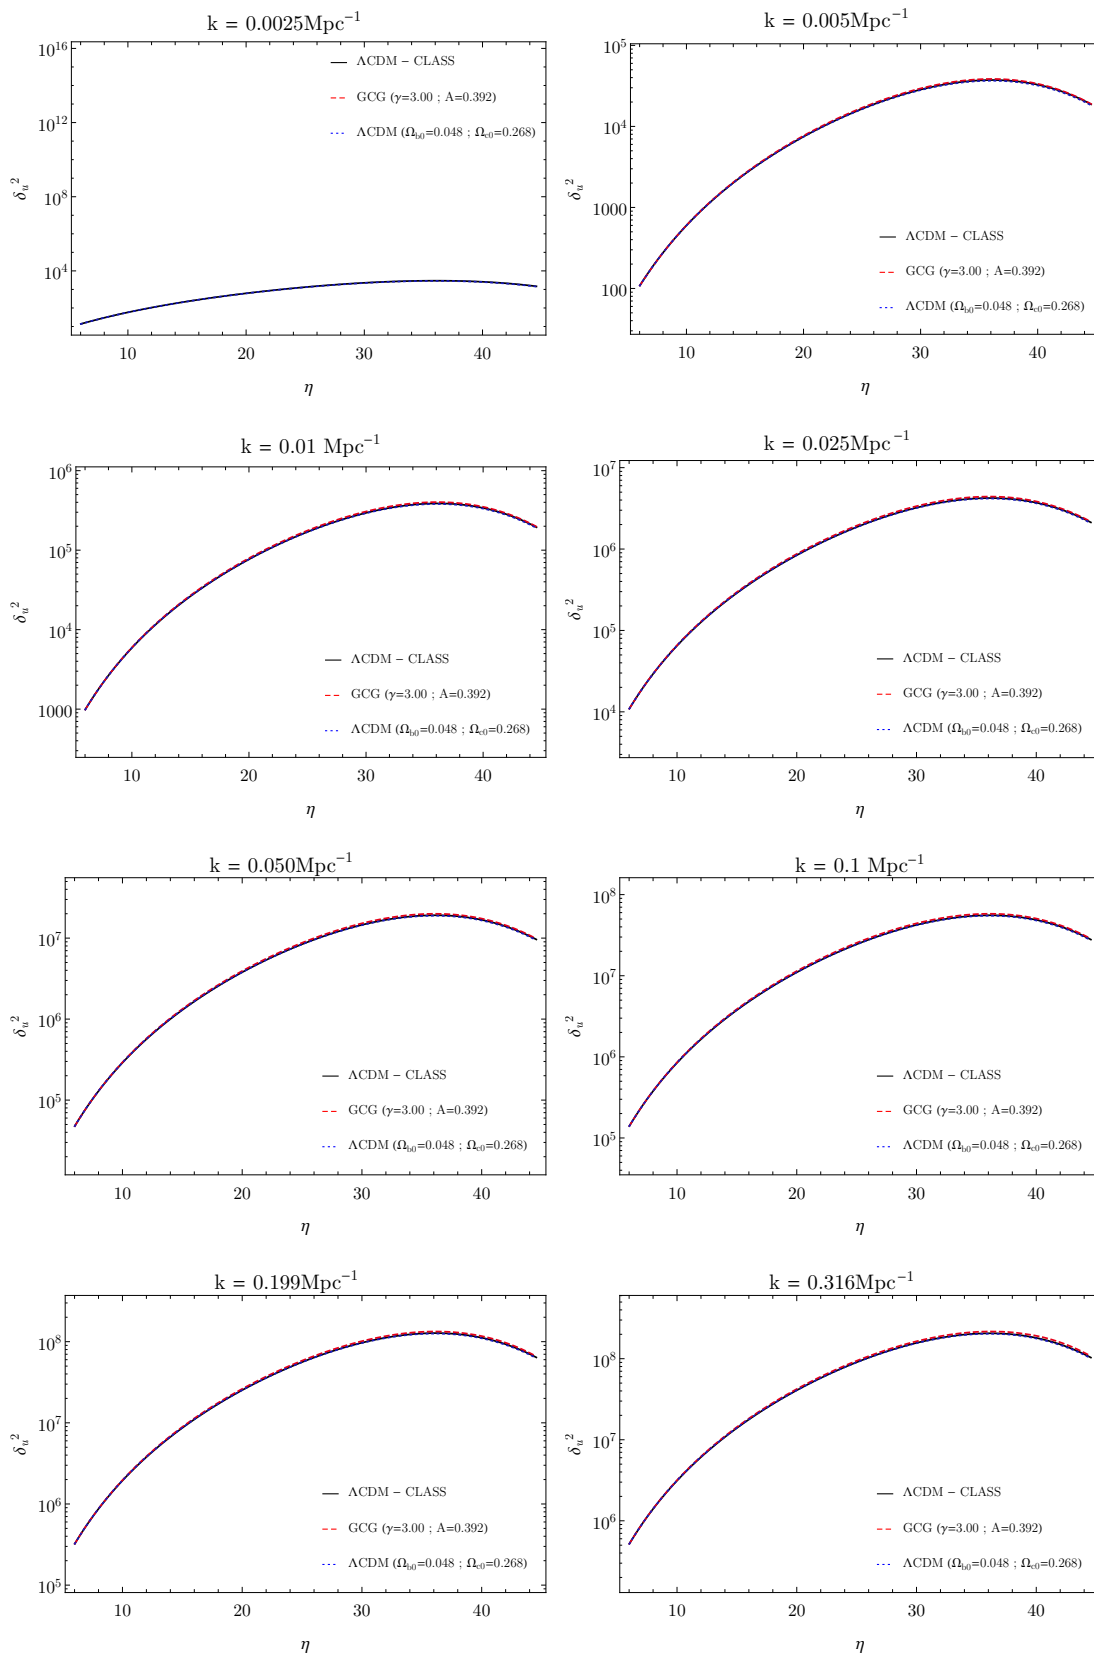 k = 0.0025Mpc⁻¹
10¹⁶
10¹²
10⁸
10⁴
δᵤ²
ΛCDM − CLASS
GCG (γ=3.00 ; A=0.392)
ΛCDM (Ω_b0=0.048 ; Ω_c0=0.268)
10 20 30 40
η
k = 0.005Mpc⁻¹
10⁵
10⁴
1000
100
δᵤ²
ΛCDM − CLASS
GCG (γ=3.00 ; A=0.392)
ΛCDM (Ω_b0=0.048 ; Ω_c0=0.268)
10 20 30 40
η
k = 0.01 Mpc⁻¹
10⁶
10⁵
10⁴
1000
δᵤ²
ΛCDM − CLASS
GCG (γ=3.00 ; A=0.392)
ΛCDM (Ω_b0=0.048 ; Ω_c0=0.268)
10 20 30 40
η
k = 0.025Mpc⁻¹
10⁷
10⁶
10⁵
10⁴
δᵤ²
ΛCDM − CLASS
GCG (γ=3.00 ; A=0.392)
ΛCDM (Ω_b0=0.048 ; Ω_c0=0.268)
10 20 30 40
η
k = 0.050Mpc⁻¹
10⁷
10⁶
10⁵
δᵤ²
ΛCDM − CLASS
GCG (γ=3.00 ; A=0.392)
ΛCDM (Ω_b0=0.048 ; Ω_c0=0.268)
10 20 30 40
η
k = 0.1 Mpc⁻¹
10⁸
10⁷
10⁶
10⁵
δᵤ²
ΛCDM − CLASS
GCG (γ=3.00 ; A=0.392)
ΛCDM (Ω_b0=0.048 ; Ω_c0=0.268)
10 20 30 40
η
k = 0.199Mpc⁻¹
10⁸
10⁷
10⁶
10⁵
δᵤ²
ΛCDM − CLASS
GCG (γ=3.00 ; A=0.392)
ΛCDM (Ω_b0=0.048 ; Ω_c0=0.268)
10 20 30 40
η
k = 0.316Mpc⁻¹
10⁸
10⁷
10⁶
δᵤ²
ΛCDM − CLASS
GCG (γ=3.00 ; A=0.392)
ΛCDM (Ω_b0=0.048 ; Ω_c0=0.268)
10 20 30 40
η